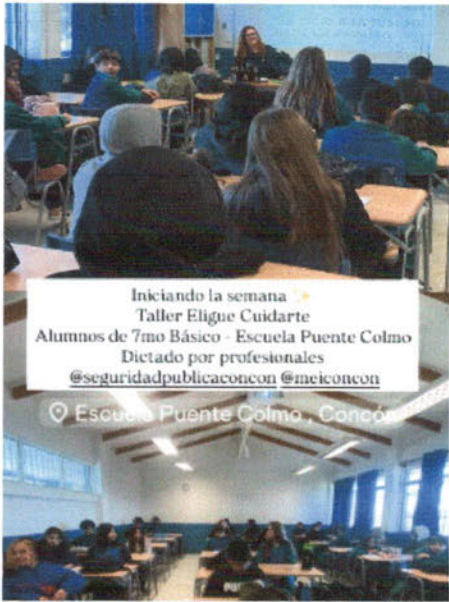 Iniciando la semana ✨
Taller Eligue Cuidarte
Alumnos de 7mo Básico - Escuela Puente Colmo
Dictado por profesionales
@seguridadpublicaconcon @meiconcon
Escuela Puente Colmo , Concón